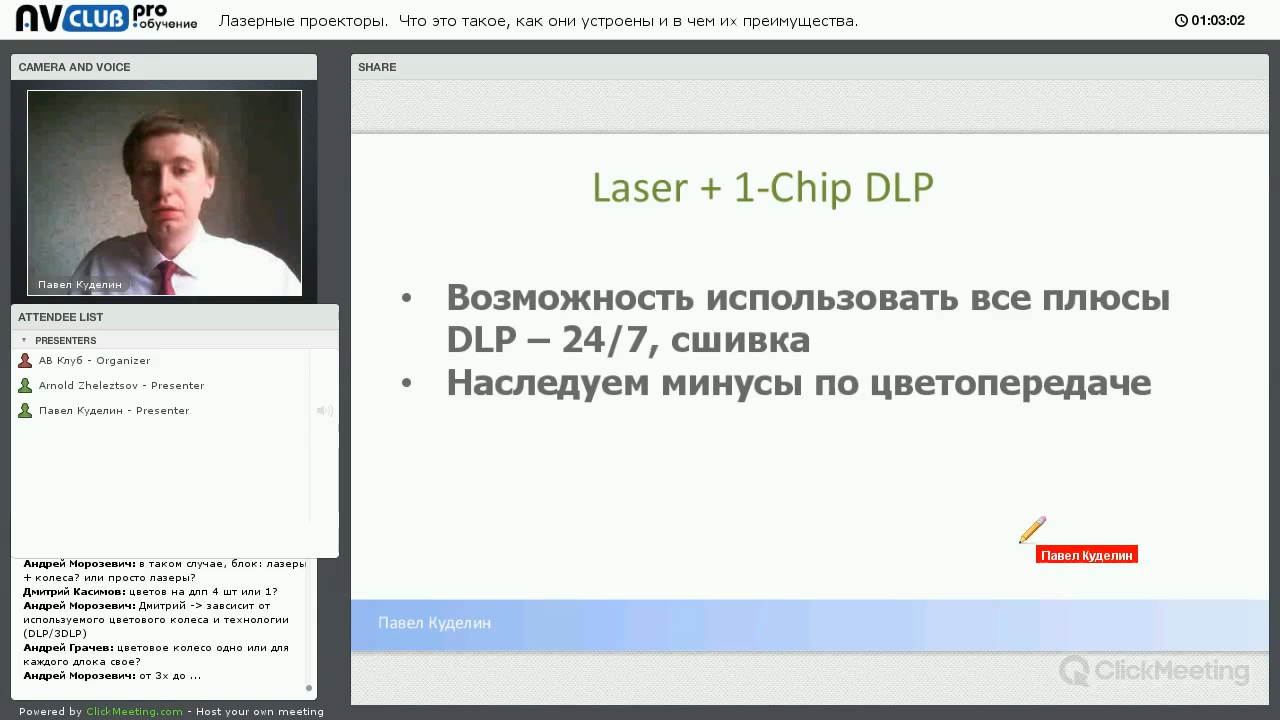 AVCLUBpro
:обучение
Лазерные проекторы. Что это такое, как они устроены и в чем их преимущества.
01:03:02
CAMERA AND VOICE
Павел Куделин
ATTENDEE LIST
PRESENTERS
АВ Клуб - Organizer
Arnold Zheleztsov - Presenter
Павел Куделин - Presenter
Андрей Морозевич: в таком случае, блок: лазеры
+ колеса? или просто лазеры?
Дмитрий Касимов: цветов на длп 4 шт или 1?
Андрей Морозевич: Дмитрий -> зависсит от
используемого цветового колеса и технологии
(DLP/3DLP)
Андрей Грачев: цветовое колесо одно или для
каждого длока свое?
Андрей Морозевич: от 3х до ...
Powered by ClickMeeting.com - Host your own meeting
SHARE
Laser + 1-Chip DLP
• Возможность использовать все плюсы
DLP – 24/7, сшивка
• Наследуем минусы по цветопередаче
Павел Куделин
Павел Куделин
ClickMeeting